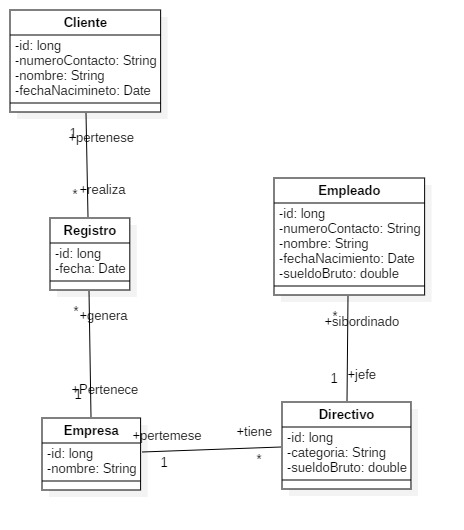 Cliente
-id: long
-numeroContacto: String
-nombre: String
-fechaNacimineto: Date
1
+pertenese
*
+realiza
Registro
-id: long
-fecha: Date
*
+genera
+Pertenece
1
Empresa
-id: long
-nombre: String
+pertemese
1
+tiene
*
Empleado
-id: long
-numeroContacto: String
-nombre: String
-fechaNacimiento: Date
-sueldoBruto: double
*
+sibordinado
1
+jefe
Directivo
-id: long
-categoria: String
-sueldoBruto: double